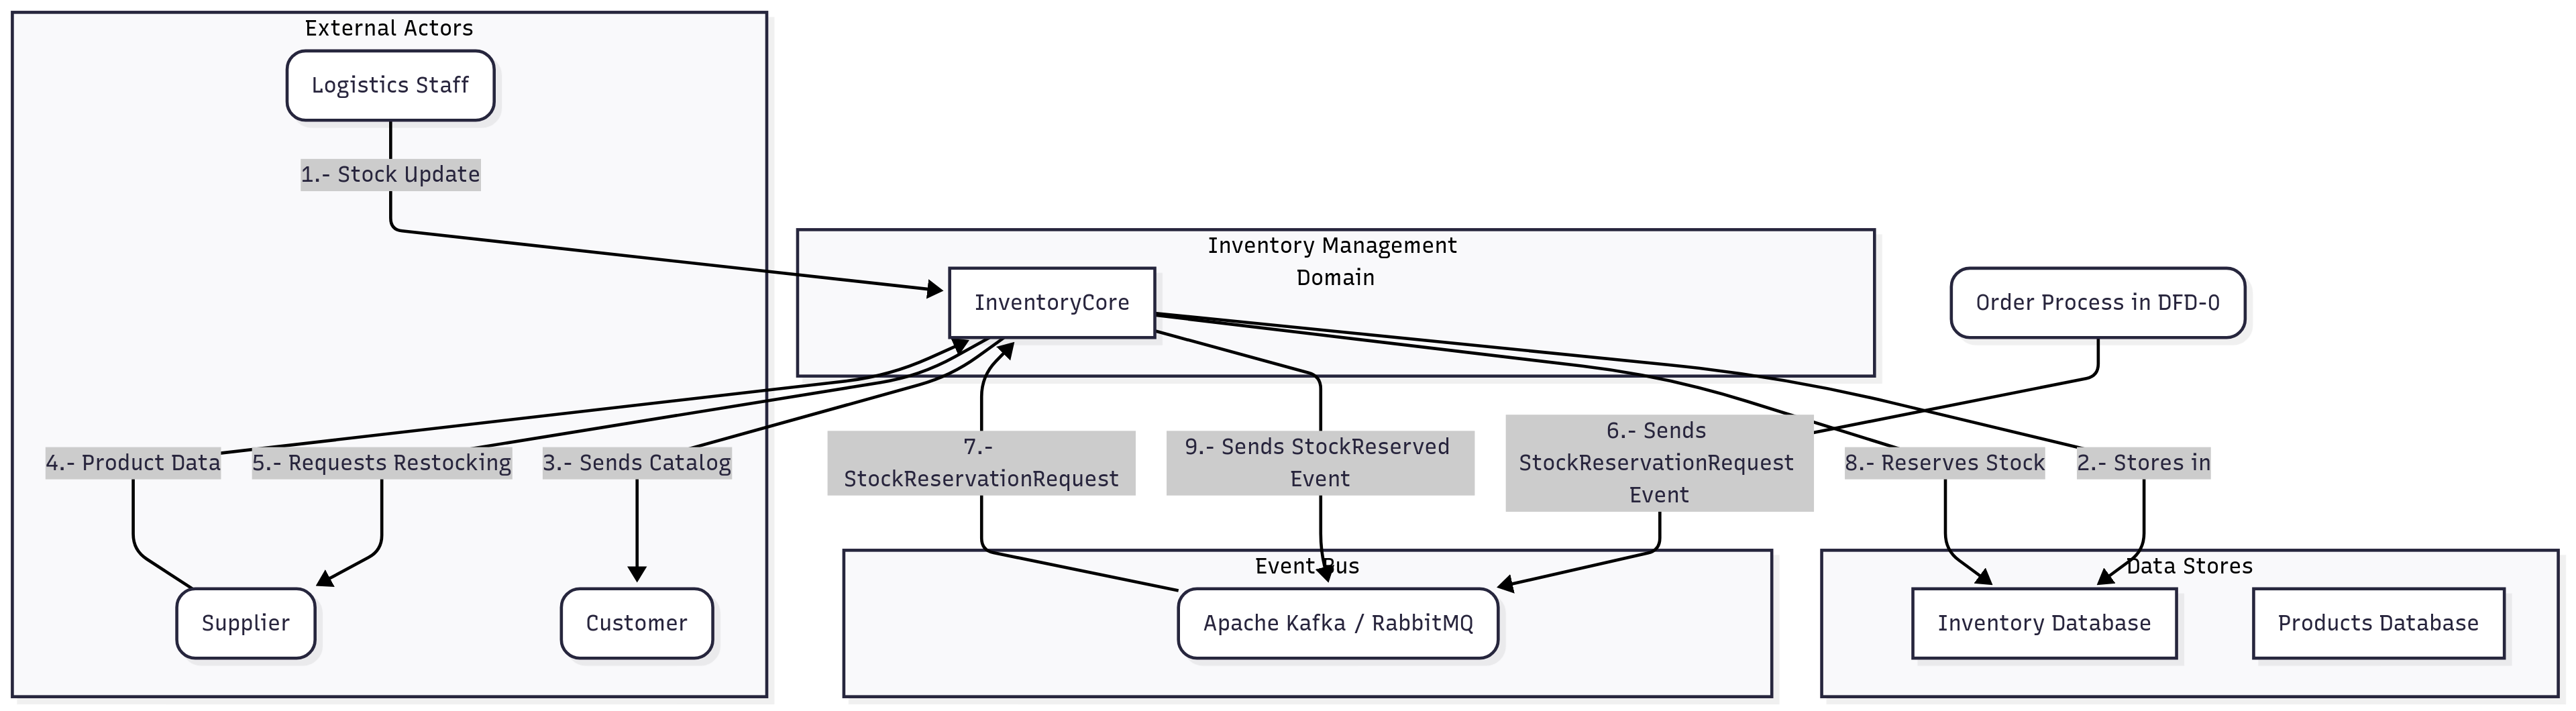 External Actors
Logistics Staff
1.- Stock Update
Inventory Management
Domain
InventoryCore
Order Process in DFD-0
4.- Product Data
5.- Requests Restocking
3.- Sends Catalog
7.-
StockReservationRequest
9.- Sends StockReserved
Event
6.- Sends
StockReservationRequest
Event
8.- Reserves Stock
2.- Stores in
Supplier
Customer
Event Bus
Apache Kafka / RabbitMQ
Data Stores
Inventory Database
Products Database